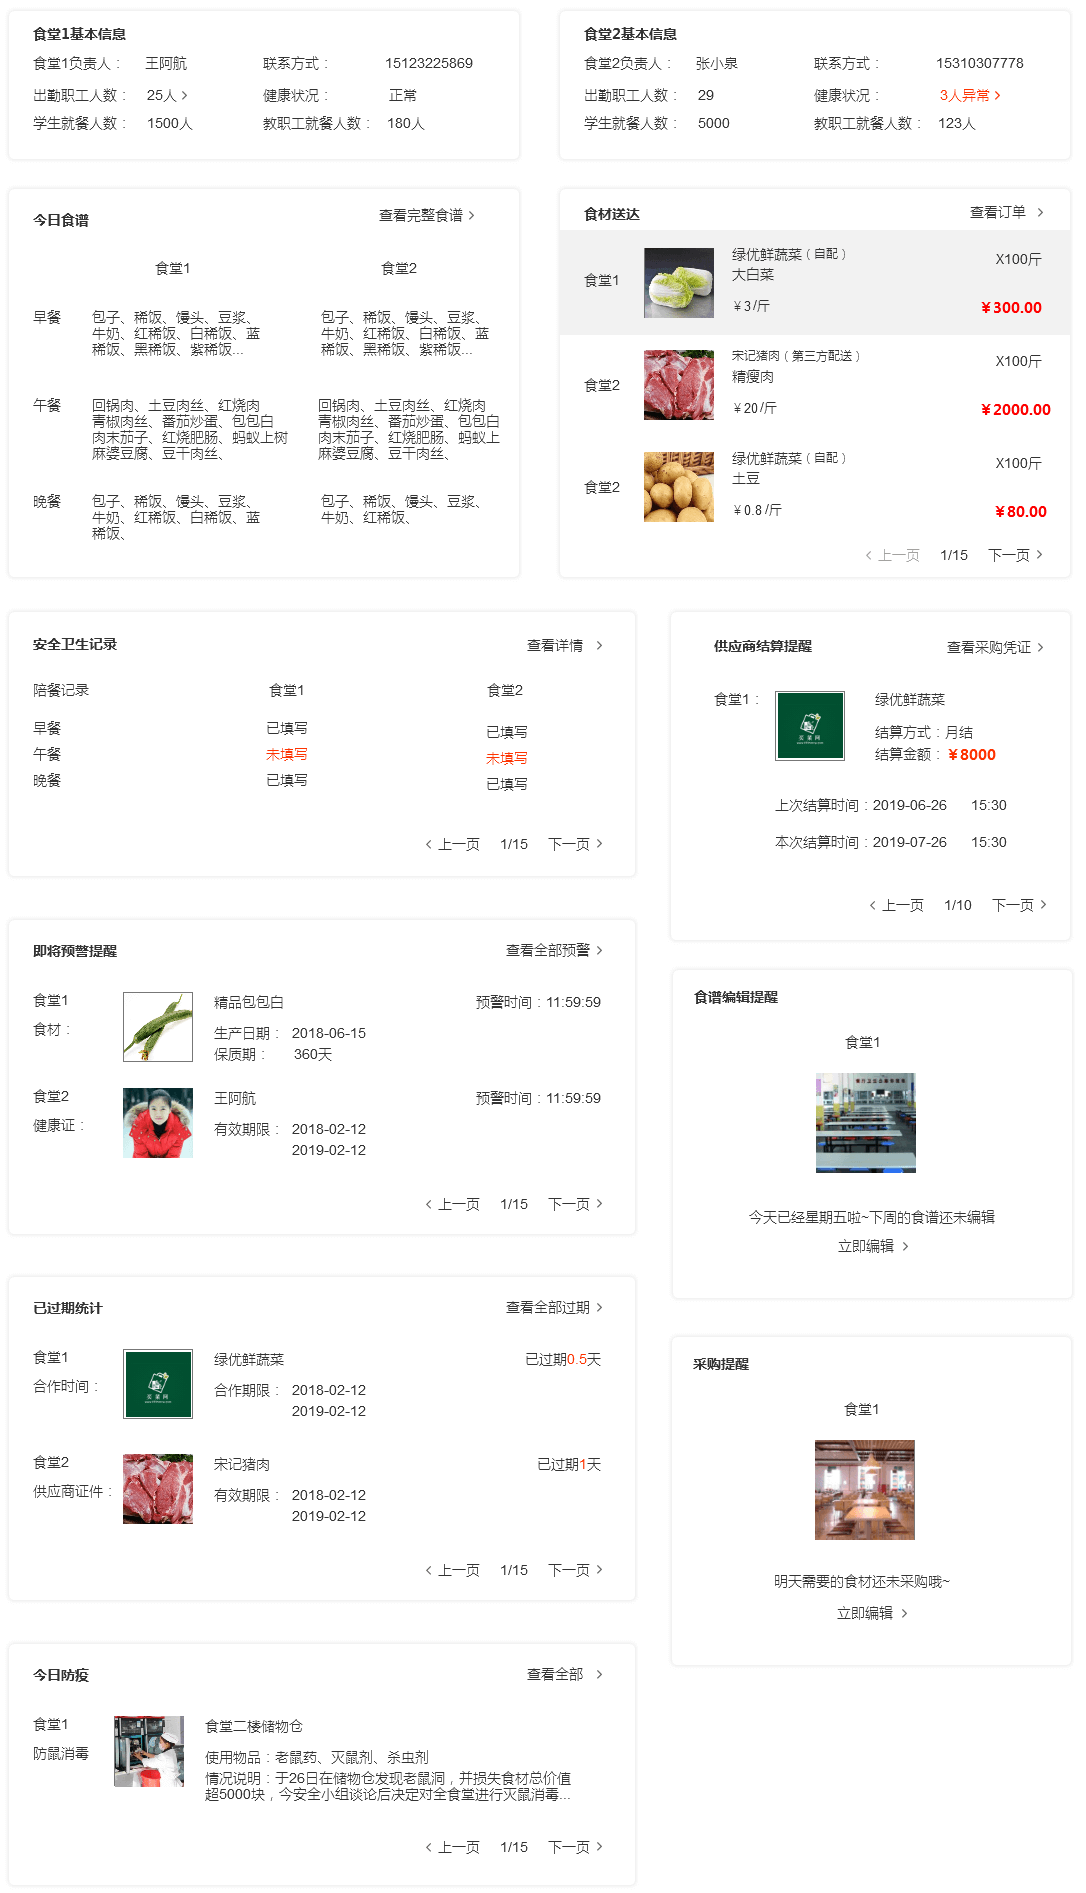 食堂1基本信息
食堂1负责人： 王阿航 联系方式： 15123225869
出勤职工人数： 25人 > 健康状况： 正常
学生就餐人数： 1500人 教职工就餐人数： 180人
食堂2基本信息
食堂2负责人： 张小泉 联系方式： 15310307778
出勤职工人数： 29 健康状况： 3人异常 >
学生就餐人数： 5000 教职工就餐人数： 123人
今日食谱 查看完整食谱 >
食堂1 食堂2
早餐
包子、稀饭、馒头、豆浆、
牛奶、红稀饭、白稀饭、蓝
稀饭、黑稀饭、紫稀饭...
包子、稀饭、馒头、豆浆、
牛奶、红稀饭、白稀饭、蓝
稀饭、黑稀饭、紫稀饭...
午餐
回锅肉、土豆肉丝、红烧肉
青椒肉丝、番茄炒蛋、包包白
肉末茄子、红烧肥肠、蚂蚁上树
麻婆豆腐、豆干肉丝、
回锅肉、土豆肉丝、红烧肉
青椒肉丝、番茄炒蛋、包包白
肉末茄子、红烧肥肠、蚂蚁上
麻婆豆腐、豆干肉丝、
晚餐
包子、稀饭、馒头、豆浆、
牛奶、红稀饭、白稀饭、蓝
稀饭、
包子、稀饭、馒头、豆浆、
牛奶、红稀饭、
食材送达 查看订单 >
食堂1
绿优鲜蔬菜（自配） X100斤
大白菜
￥3/斤 ￥300.00
食堂2
宋记猪肉（第三方配送） X100斤
精瘦肉
￥20/斤 ￥2000.00
食堂2
绿优鲜蔬菜（自配） X100斤
土豆
￥0.8/斤 ￥80.00
< 上一页 1/15 下一页 >
安全卫生记录 查看详情 >
陪餐记录 食堂1 食堂2
早餐 已填写 已填写
午餐 未填写 未填写
晚餐 已填写 已填写
< 上一页 1/15 下一页 >
供应商结算提醒 查看采购凭证 >
食堂1： 绿优鲜蔬菜
结算方式：月结
结算金额：￥8000
上次结算时间：2019-06-26 15:30
本次结算时间：2019-07-26 15:30
< 上一页 1/10 下一页 >
即将预警提醒 查看全部预警 >
食堂1 精品包包白 预警时间：11:59:59
食材：
生产日期： 2018-06-15
保质期： 360天
食堂2 王阿航 预警时间：11:59:59
健康证：
有效期限： 2018-02-12
2019-02-12
< 上一页 1/15 下一页 >
食谱编辑提醒
食堂1
今天已经星期五啦~下周的食谱还未编辑
立即编辑 >
已过期统计 查看全部过期 >
食堂1 绿优鲜蔬菜 已过期0.5天
合作时间：
合作期限： 2018-02-12
2019-02-12
食堂2 宋记猪肉 已过期1天
供应商证件：
有效期限： 2018-02-12
2019-02-12
< 上一页 1/15 下一页 >
采购提醒
食堂1
明天需要的食材还未采购哦~
立即编辑 >
今日防疫 查看全部 >
食堂1 食堂二楼储物仓
防鼠消毒
使用物品：老鼠药、灭鼠剂、杀虫剂
情况说明：于26日在储物仓发现老鼠洞，并损失食材总价值
超5000块，今安全小组谈论后决定对全食堂进行灭鼠消毒...
< 上一页 1/15 下一页 >